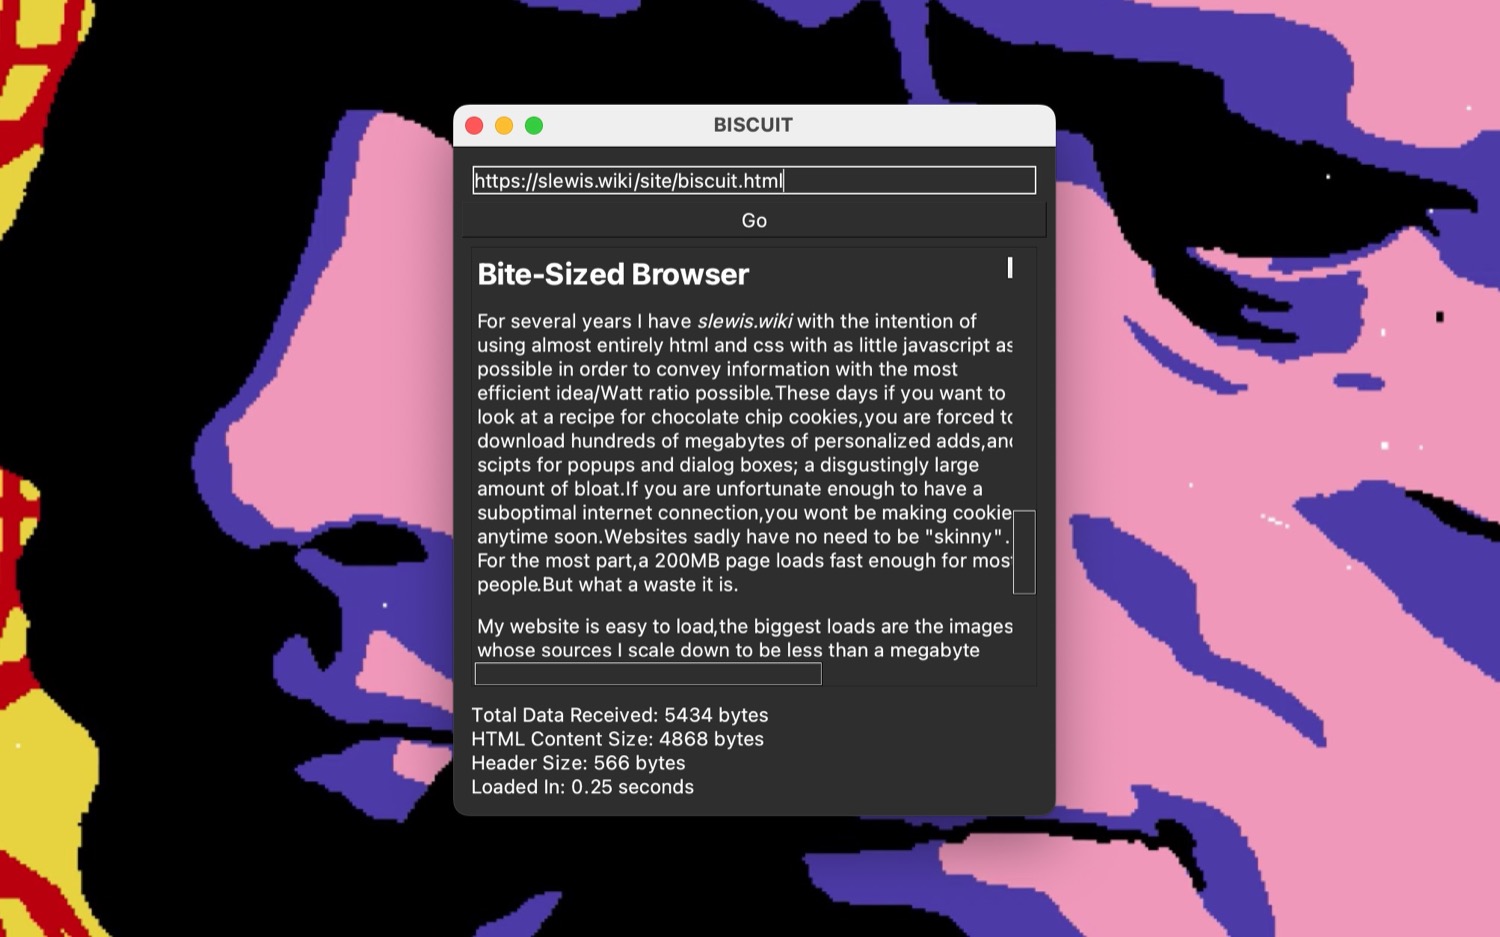 BISCUIT
https://slewis.wiki/site/biscuit.html
Go
Bite-Sized Browser
For several years I have slewis.wiki with the intention of
using almost entirely html and css with as little javascript as
possible in order to convey information with the most
efficient idea/Watt ratio possible.These days if you want to
look at a recipe for chocolate chip cookies,you are forced to
download hundreds of megabytes of personalized adds,and
scipts for popups and dialog boxes; a disgustingly large
amount of bloat.If you are unfortunate enough to have a
suboptimal internet connection,you wont be making cookie
anytime soon.Websites sadly have no need to be "skinny".
For the most part,a 200MB page loads fast enough for most
people.But what a waste it is.
My website is easy to load,the biggest loads are the images
whose sources I scale down to be less than a megabyte
Total Data Received: 5434 bytes
HTML Content Size: 4868 bytes
Header Size: 566 bytes
Loaded In: 0.25 seconds